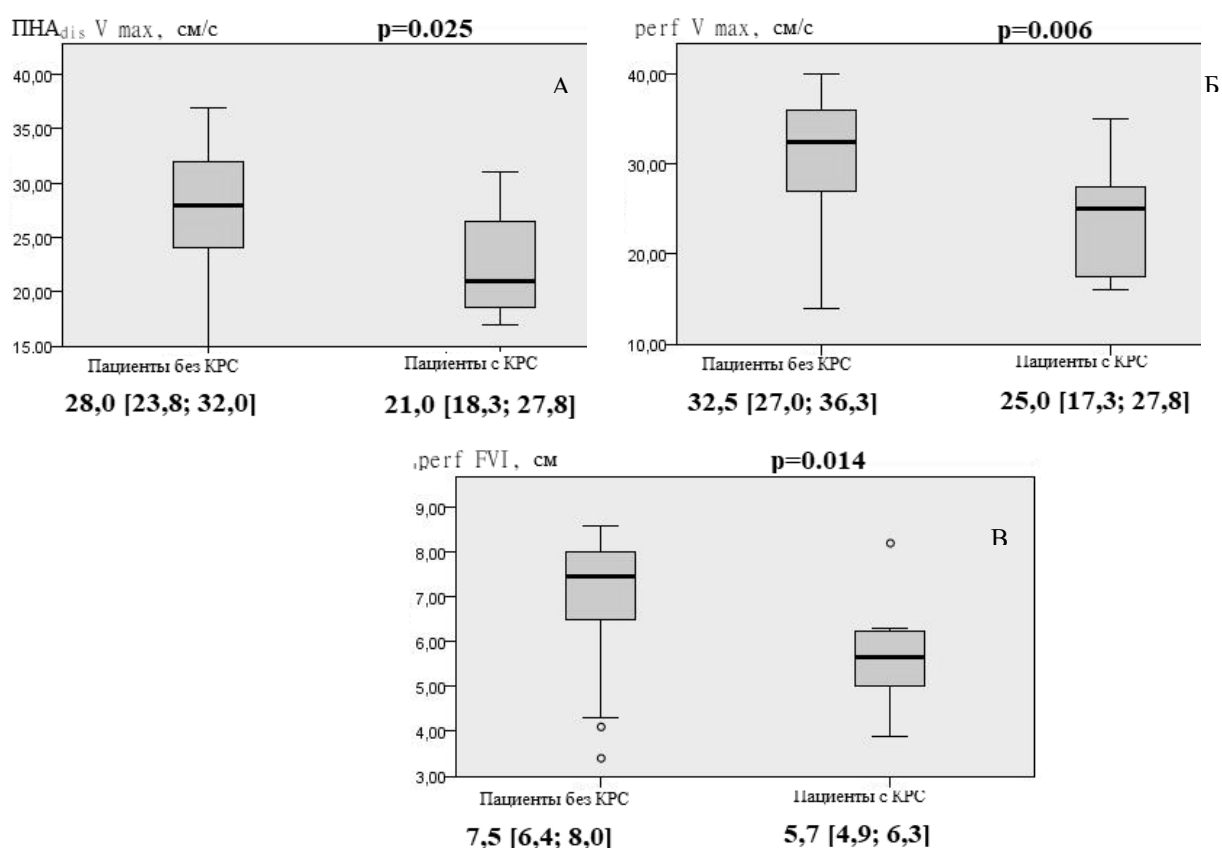 ПНАdis V max, см/с p=0.025
А
40,00
35,00
30,00
25,00
20,00
15.00
Пациенты без КРС Пациенты с КРС
28,0 [23,8; 32,0] 21,0 [18,3; 27,8]
perf V max, см/с p=0.006
Б
40,00
30,00
20,00
10,00
Пациенты без КРС Пациенты с КРС
32,5 [27,0; 36,3] 25,0 [17,3; 27,8]
perf FVI, см p=0.014
В
9,00
8,00
7,00
6,00
5,00
4,00
3,00
Пациенты без КРС Пациенты с КРС
7,5 [6,4; 8,0] 5,7 [4,9; 6,3]